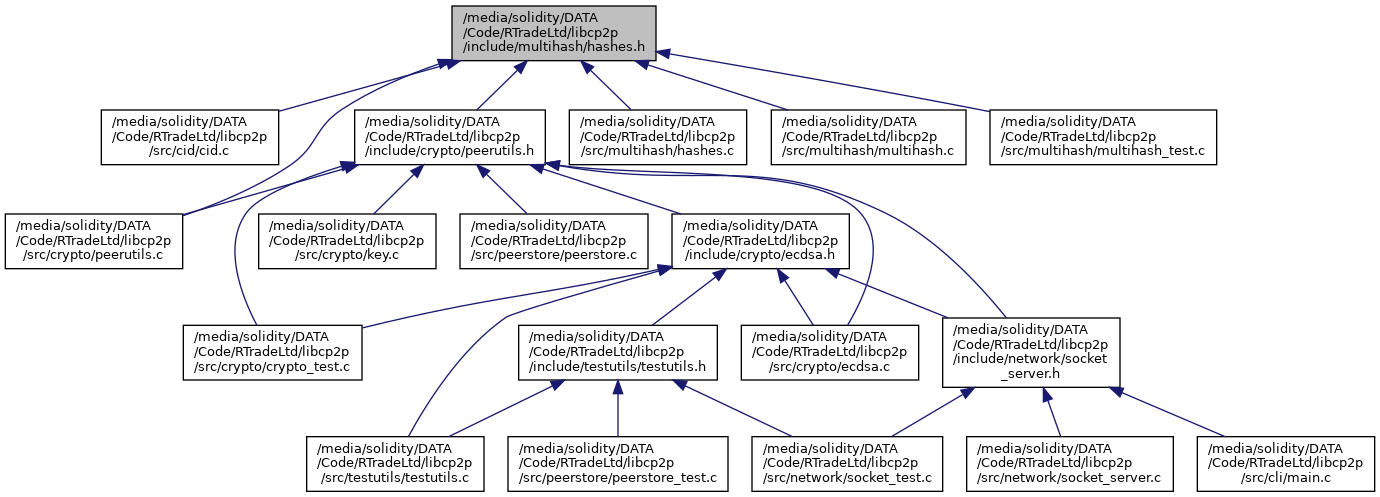 /media/solidity/DATA
/Code/RTradeLtd/libcp2p
/include/multihash/hashes.h
/media/solidity/DATA
/Code/RTradeLtd/libcp2p
/src/cid/cid.c
/media/solidity/DATA
/Code/RTradeLtd/libcp2p
/include/crypto/peerutils.h
/media/solidity/DATA
/Code/RTradeLtd/libcp2p
/src/multihash/hashes.c
/media/solidity/DATA
/Code/RTradeLtd/libcp2p
/src/multihash/multihash.c
/media/solidity/DATA
/Code/RTradeLtd/libcp2p
/src/multihash/multihash_test.c
/media/solidity/DATA
/Code/RTradeLtd/libcp2p
/src/crypto/peerutils.c
/media/solidity/DATA
/Code/RTradeLtd/libcp2p
/src/crypto/key.c
/media/solidity/DATA
/Code/RTradeLtd/libcp2p
/src/peerstore/peerstore.c
/media/solidity/DATA
/Code/RTradeLtd/libcp2p
/include/crypto/ecdsa.h
/media/solidity/DATA
/Code/RTradeLtd/libcp2p
/src/crypto/crypto_test.c
/media/solidity/DATA
/Code/RTradeLtd/libcp2p
/include/testutils/testutils.h
/media/solidity/DATA
/Code/RTradeLtd/libcp2p
/src/crypto/ecdsa.c
/media/solidity/DATA
/Code/RTradeLtd/libcp2p
/include/network/socket
_server.h
/media/solidity/DATA
/Code/RTradeLtd/libcp2p
/src/testutils/testutils.c
/media/solidity/DATA
/Code/RTradeLtd/libcp2p
/src/peerstore/peerstore_test.c
/media/solidity/DATA
/Code/RTradeLtd/libcp2p
/src/network/socket_test.c
/media/solidity/DATA
/Code/RTradeLtd/libcp2p
/src/network/socket_server.c
/media/solidity/DATA
/Code/RTradeLtd/libcp2p
/src/cli/main.c